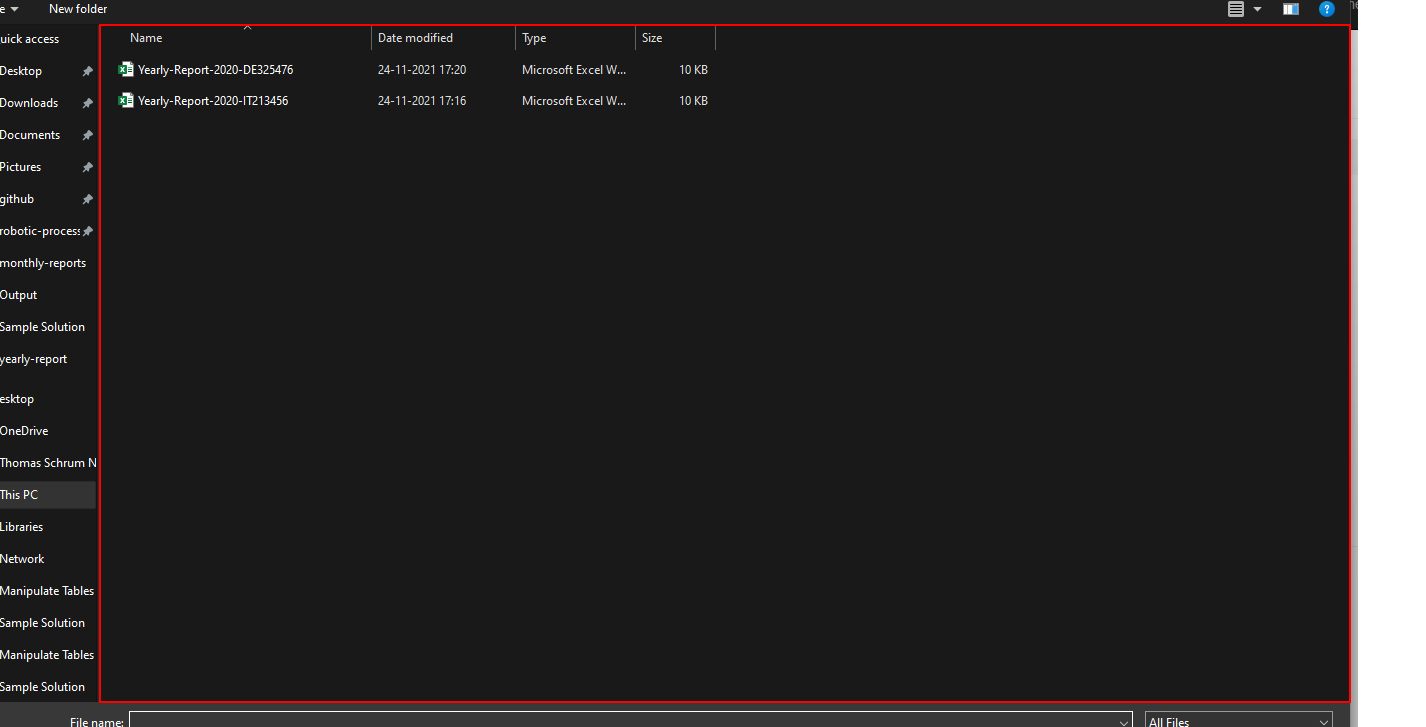 e New folder
uick access
Name Date modified Type Size
Desktop
Yearly-Report-2020-DE325476 24-11-2021 17:20 Microsoft Excel W... 10 KB
Downloads
Yearly-Report-2020-IT213456 24-11-2021 17:16 Microsoft Excel W... 10 KB
Documents
Pictures
github
robotic-process
monthly-reports
Output
Sample Solution
yearly-report
esktop
OneDrive
Thomas Schrum N
This PC
Libraries
Network
Manipulate Tables
Sample Solution
Manipulate Tables
Sample Solution
File name: All Files